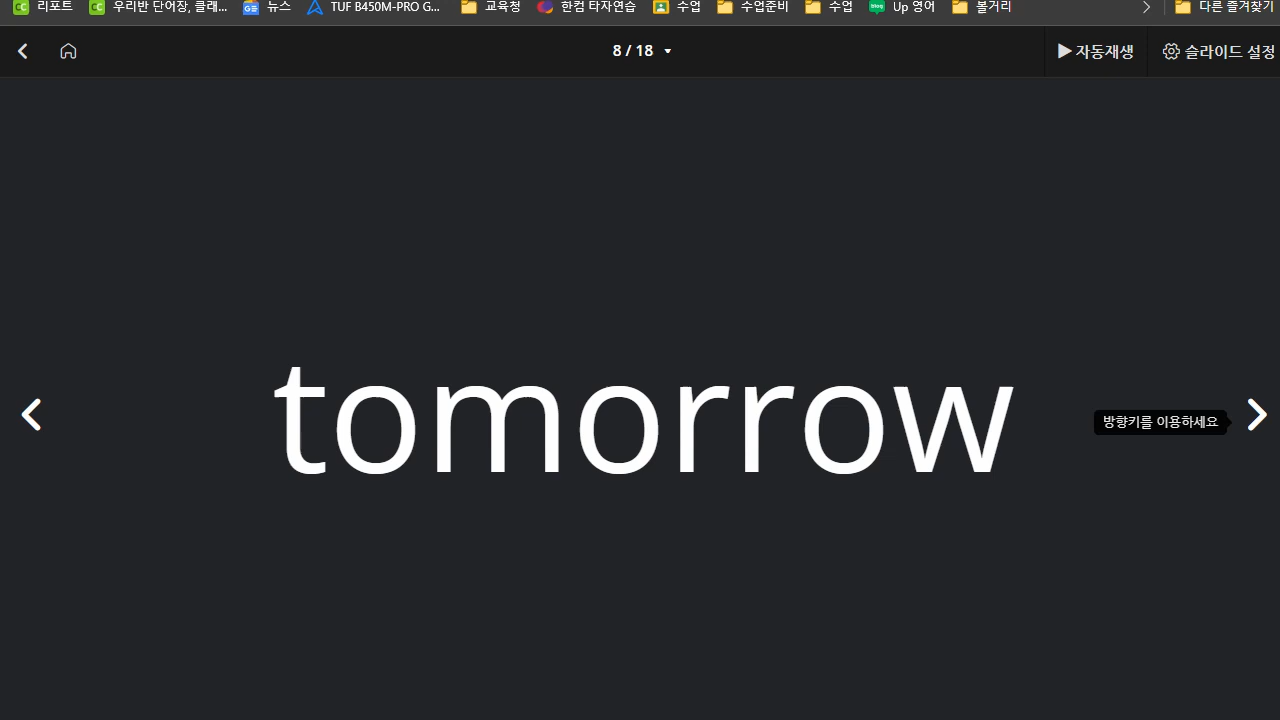 리포트 우리반 단어장, 클래... 뉴스 TUF B450M-PRO G... 교육청 한컴 타자연습 수업 수업준비 수업 Up 영어 볼거리 다른 즐겨찾기
8 / 18 자동재생 슬라이드 설정
tomorrow
방향키를 이용하세요